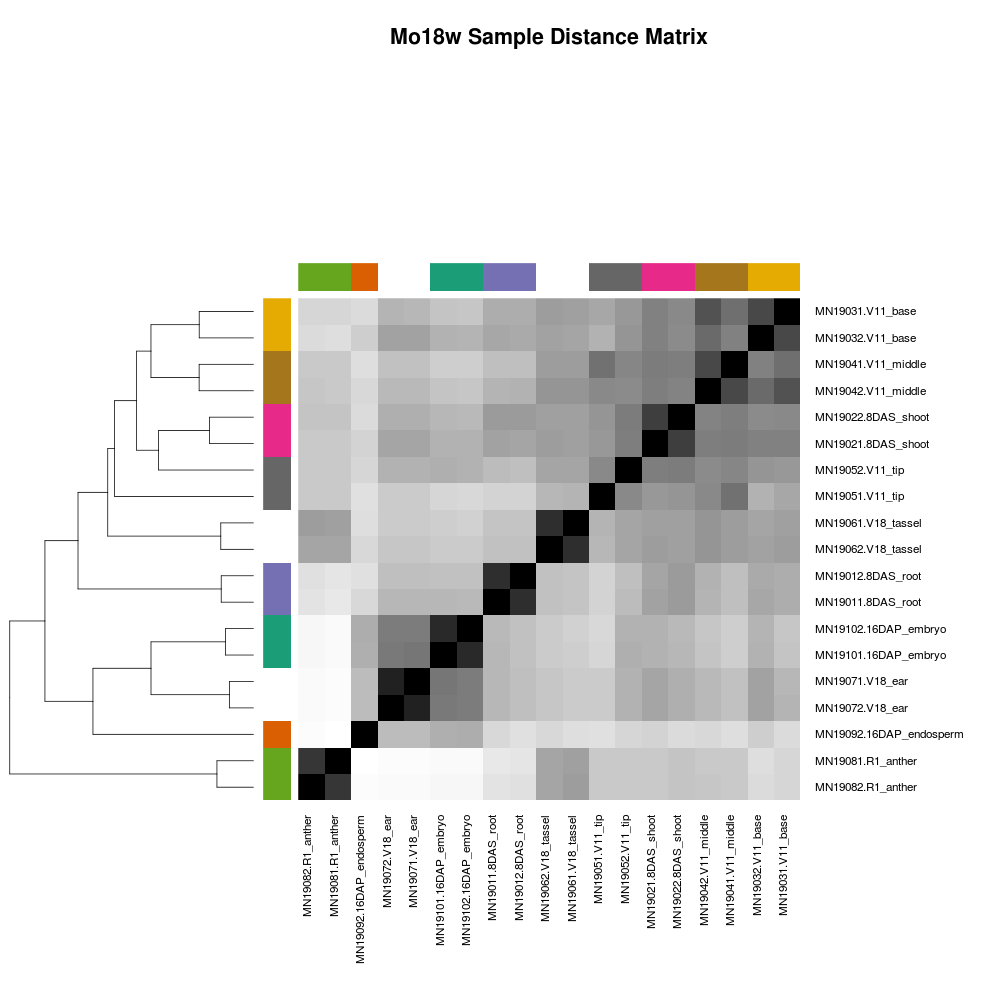 Mo18w Sample Distance Matrix
MN19031.V11_base
MN19032.V11_base
MN19041.V11_middle
MN19042.V11_middle
MN19022.8DAS_shoot
MN19021.8DAS_shoot
MN19052.V11_tip
MN19051.V11_tip
MN19061.V18_tassel
MN19062.V18_tassel
MN19012.8DAS_root
MN19011.8DAS_root
MN19102.16DAP_embryo
MN19101.16DAP_embryo
MN19071.V18_ear
MN19072.V18_ear
MN19092.16DAP_endosperm
MN19081.R1_anther
MN19082.R1_anther
MN19082.R1_anther
MN19081.R1_anther
MN19092.16DAP_endosperm
MN19072.V18_ear
MN19071.V18_ear
MN19101.16DAP_embryo
MN19102.16DAP_embryo
MN19011.8DAS_root
MN19012.8DAS_root
MN19062.V18_tassel
MN19061.V18_tassel
MN19051.V11_tip
MN19052.V11_tip
MN19021.8DAS_shoot
MN19022.8DAS_shoot
MN19042.V11_middle
MN19041.V11_middle
MN19032.V11_base
MN19031.V11_base